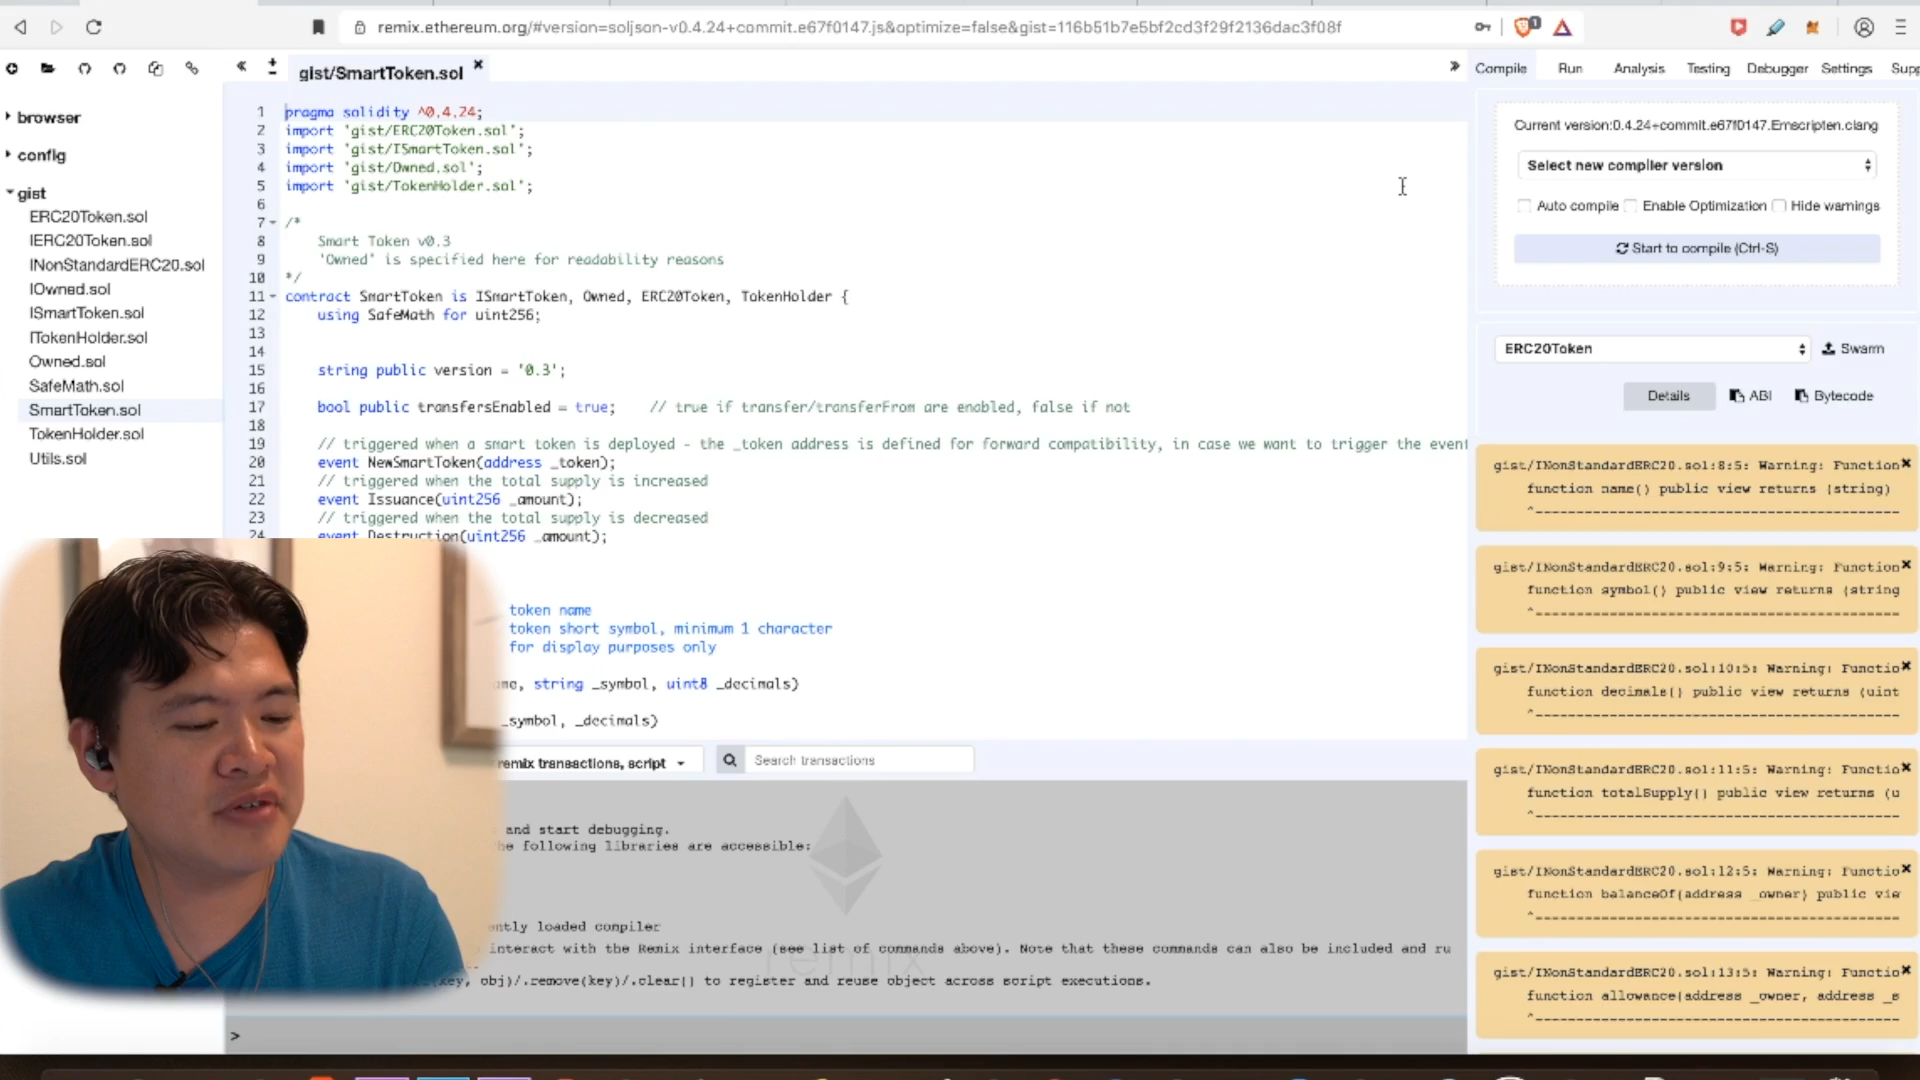 remix.ethereum.org/#version=soljson-v0.4.24+commit.e67f0147.js&optimize=false&gist=116b51b7e5bf2cd3f29f2136dac3f08f
1
gist/SmartToken.sol
Compile Run Analysis Testing Debugger Settings Supp
browser
config
gist
ERC20Token.sol
IERC20Token.sol
INonStandardERC20.sol
IOwned.sol
ISmartToken.sol
ITokenHolder.sol
Owned.sol
SafeMath.sol
SmartToken.sol
TokenHolder.sol
Utils.sol
1 pragma solidity ^0.4.24;
2 import 'gist/ERC20Token.sol';
3 import 'gist/ISmartToken.sol';
4 import 'gist/Owned.sol';
5 import 'gist/TokenHolder.sol';
6
7 /*
8 Smart Token v0.3
9 'Owned' is specified here for readability reasons
10 */
11 contract SmartToken is ISmartToken, Owned, ERC20Token, TokenHolder {
12 using SafeMath for uint256;
13
14
15 string public version = '0.3';
16
17 bool public transfersEnabled = true; // true if transfer/transferFrom are enabled, false if not
18
19 // triggered when a smart token is deployed - the _token address is defined for forward compatibility, in case we want to trigger the event
20 event NewSmartToken(address _token);
21 // triggered when the total supply is increased
22 event Issuance(uint256 _amount);
23 // triggered when the total supply is decreased
24 event Destruction(uint256 _amount);
token name
token short symbol, minimum 1 character
for display purposes only
me, string _symbol, uint8 _decimals)
_symbol, _decimals)
remix transactions, script
Search transactions
and start debugging.
he following libraries are accessible:
ently loaded compiler
interact with the Remix interface (see list of commands above). Note that these commands can also be included and ru
remix
key, obj)/.remove(key)/.clear() to register and reuse object across script executions.
>
Current version:0.4.24+commit.e67f0147.Emscripten.clang
Select new compiler version
Auto compile Enable Optimization Hide warnings
Start to compile (Ctrl-S)
ERC20Token
Swarm
Details ABI Bytecode
gist/INonStandardERC20.sol:8:5: Warning: Function
function name() public view returns (string)
^-------------------------------------------
gist/INonStandardERC20.sol:9:5: Warning: Function
function symbol() public view returns (string
^-------------------------------------------
gist/INonStandardERC20.sol:10:5: Warning: Functio
function decimals() public view returns (uint
^-------------------------------------------
gist/INonStandardERC20.sol:11:5: Warning: Functio
function totalSupply() public view returns (u
^-------------------------------------------
gist/INonStandardERC20.sol:12:5: Warning: Functio
function balanceOf(address _owner) public vie
^-------------------------------------------
gist/INonStandardERC20.sol:13:5: Warning: Functio
function allowance(address _owner, address _s
^-------------------------------------------